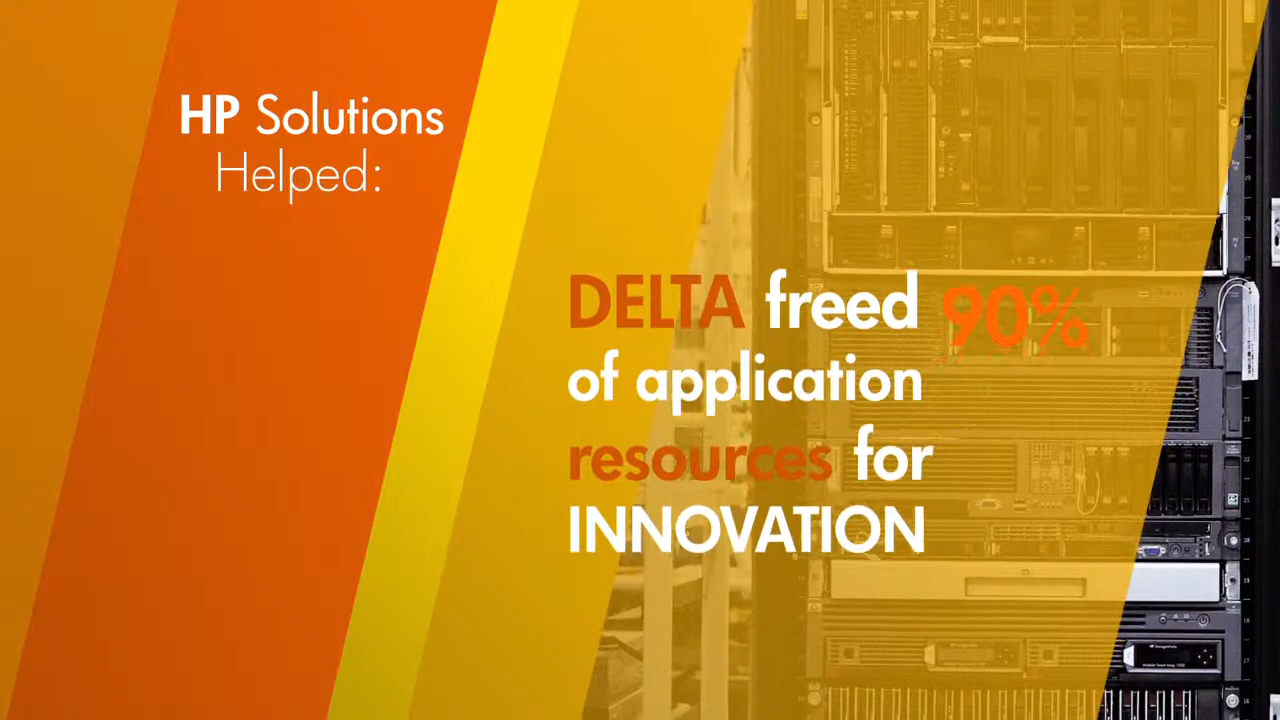 HP Solutions
Helped:
DELTA freed 90%
of application
resources for
INNOVATION